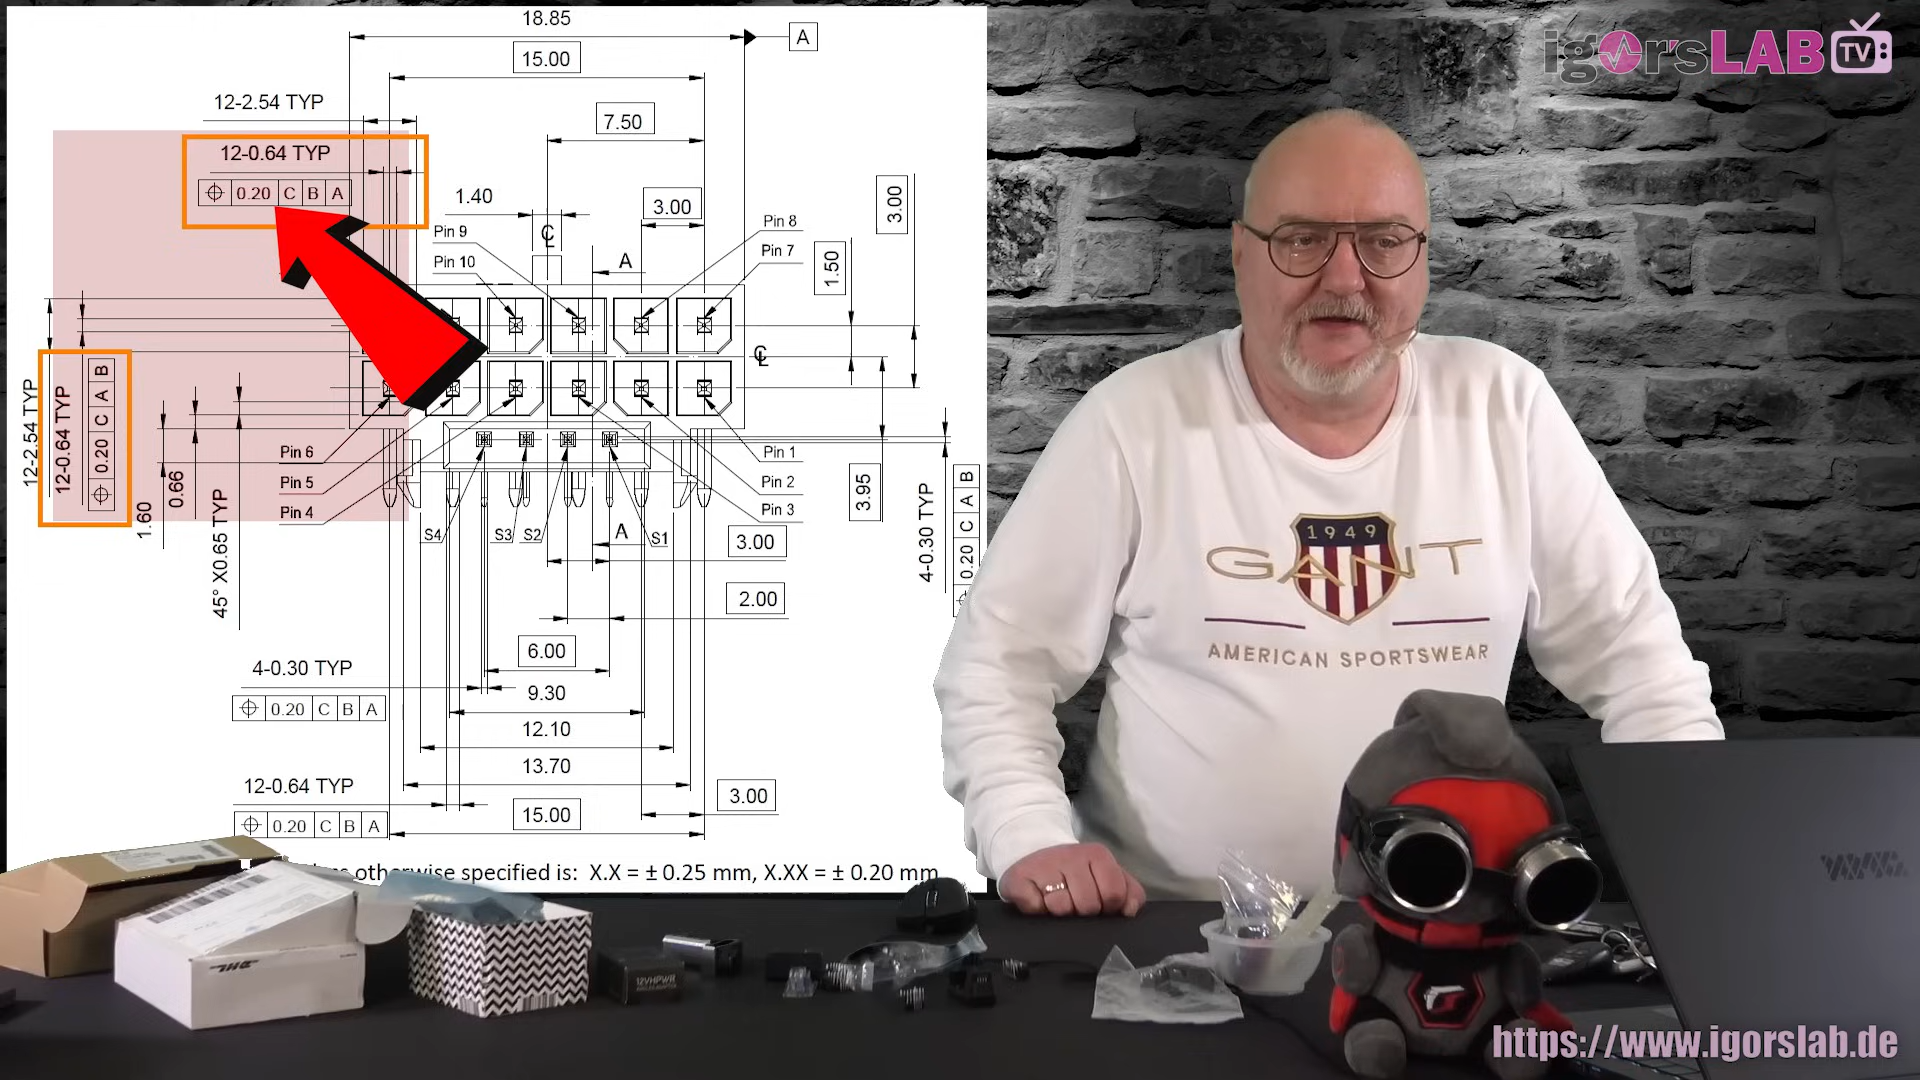 18.85
A
15.00
igor'sLAB
TV
12-2.54 TYP
7.50
12-0.64 TYP
0.20 C B A
1.40
3.00
3.00
Pin 9
Pin 8
Pin 10
Pin 7
A
1.50
12-2.54 TYP
12-0.64 TYP
0.20 C A B
1.60
0.66
45° X0.65 TYP
Pin 6
Pin 5
Pin 4
Pin 1
Pin 2
Pin 3
3.95
4-0.30 TYP
0.20 C A B
S4
S3
S2
A
S1
3.00
2.00
6.00
4-0.30 TYP
0.20 C B A
9.30
12.10
13.70
12-0.64 TYP
3.00
0.20 C B A
15.00
otherwise specified is: X.X = ± 0.25 mm, X.XX = ± 0.20 mm
1949
GANT
AMERICAN SPORTSWEAR
12VHPWR
https://www.igorslab.de